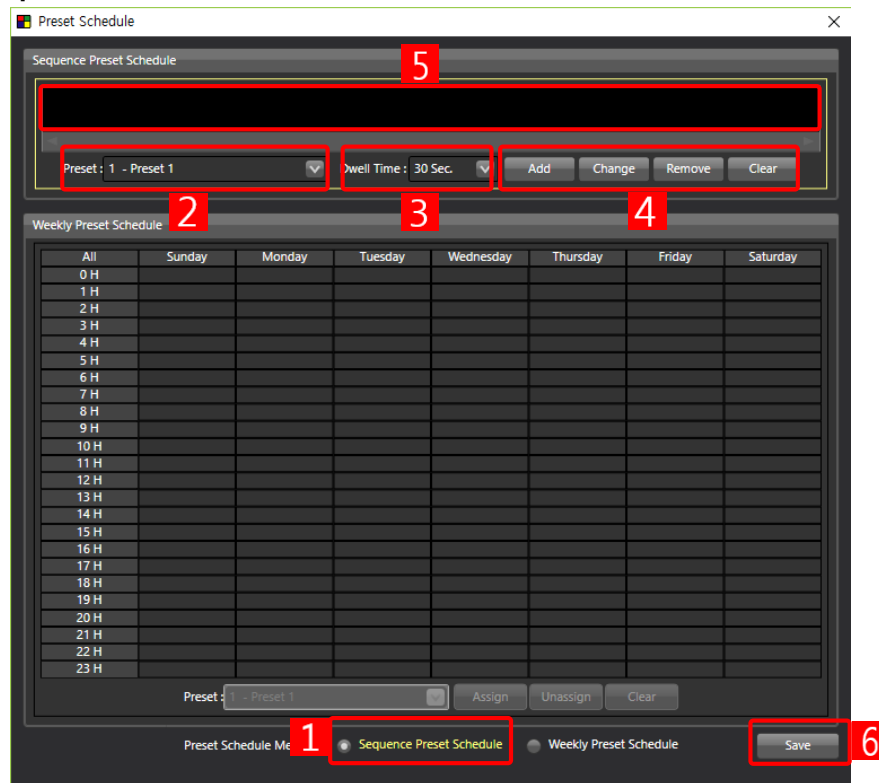 Preset Schedule
Sequence Preset Schedule
5
Preset : 1 - Preset 1 Dwell Time : 30 Sec. Add Change Remove Clear
2 3 4
Weekly Preset Schedule
All Sunday Monday Tuesday Wednesday Thursday Friday Saturday
0 H
1 H
2 H
3 H
4 H
5 H
6 H
7 H
8 H
9 H
10 H
11 H
12 H
13 H
14 H
15 H
16 H
17 H
18 H
19 H
20 H
21 H
22 H
23 H
Preset : 1 - Preset 1 Assign Unassign Clear
Preset Schedule Me 1 Sequence Preset Schedule Weekly Preset Schedule Save 6